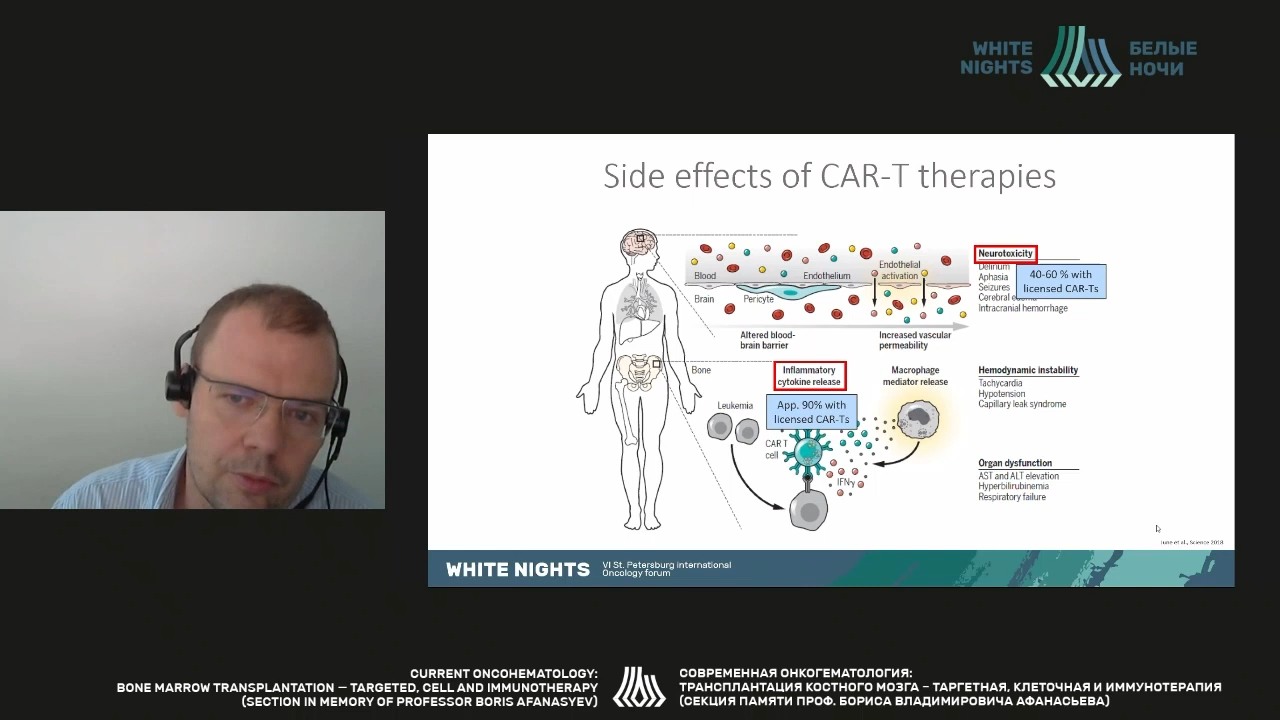 WHITE
NIGHTS
БЕЛЫЕ
НОЧИ
Side effects of CAR-T therapies
Blood
Endothelium
Endothelial
activation
Brain
Pericyte
Altered blood-
brain barrier
Increased vascular
permeability
Neurotoxicity
Delirium
Aphasia
Seizures
Cerebral edema
Intracranial hemorrhage
40-60 % with
licensed CAR-Ts
Bone
Inflammatory
cytokine release
Macrophage
mediator release
Hemodynamic instability
Tachycardia
Hypotension
Capillary leak syndrome
Leukemia
App. 90% with
licensed CAR-Ts
CAR T
cell
IFNγ
Organ dysfunction
AST and ALT elevation
Hyperbilirubinemia
Respiratory failure
June et al., Science 2018
WHITE NIGHTS
VI St. Petersburg international
Oncology forum
CURRENT ONCOHEMATOLOGY:
BONE MARROW TRANSPLANTATION – TARGETED, CELL AND IMMUNOTHERAPY
(SECTION IN MEMORY OF PROFESSOR BORIS AFANASYEV)
СОВРЕМЕННАЯ ОНКОГЕМАТОЛОГИЯ:
ТРАНСПЛАНТАЦИЯ КОСТНОГО МОЗГА – ТАРГЕТНАЯ, КЛЕТОЧНАЯ И ИММУНОТЕРАПИЯ
(СЕКЦИЯ ПАМЯТИ ПРОФ. БОРИСА ВЛАДИМИРОВИЧА АФАНАСЬЕВА)